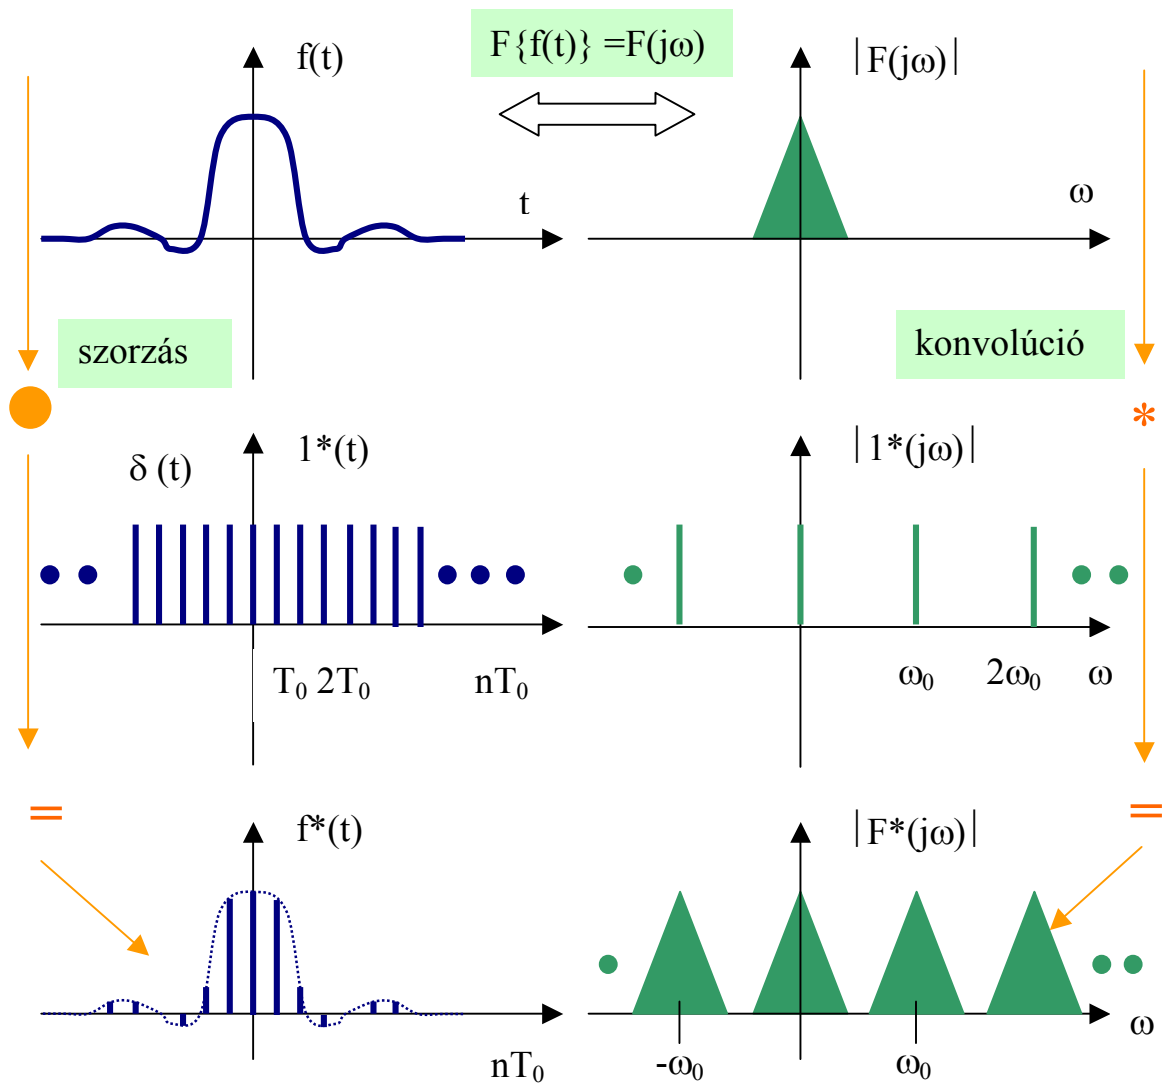 f(t)
F{f(t)} =F(jω)
|F(jω)|
t
ω
szorzás
konvolúció
*
δ (t)
1*(t)
|1*(jω)|
T₀ 2T₀
nT₀
ω₀
2ω₀
ω
=
f*(t)
|F*(jω)|
=
nT₀
-ω₀
ω₀
ω